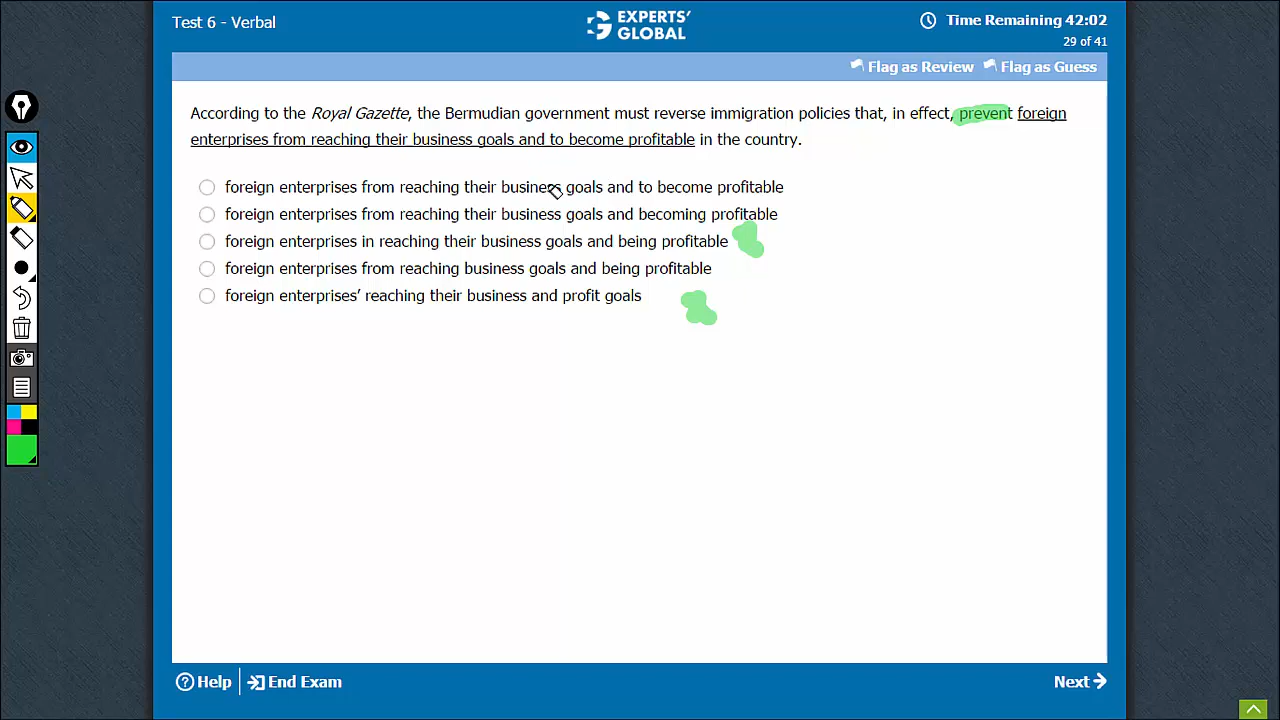 Test 6 - Verbal
EXPERTS'
GLOBAL
Time Remaining 42:02
29 of 41
Flag as Review
Flag as Guess
According to the Royal Gazette, the Bermudian government must reverse immigration policies that, in effect, prevent foreign
enterprises from reaching their business goals and to become profitable in the country.
foreign enterprises from reaching their business goals and to become profitable
foreign enterprises from reaching their business goals and becoming profitable
foreign enterprises in reaching their business goals and being profitable
foreign enterprises from reaching business goals and being profitable
foreign enterprises’ reaching their business and profit goals
Help
End Exam
Next